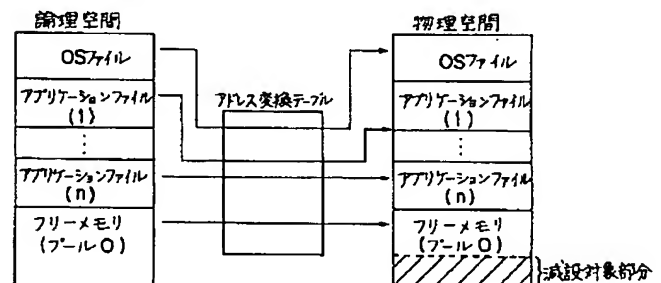 論理空間
OSファイル
アプリケーションファイル
(1)
⋮
アプリケーションファイル
(n)
フリーメモリ
(プール0)
アドレス変換テーブル
物理空間
OSファイル
アプリケーションファイル
(1)
⋮
アプリケーションファイル
(n)
フリーメモリ
(プール0)
減設対象部分